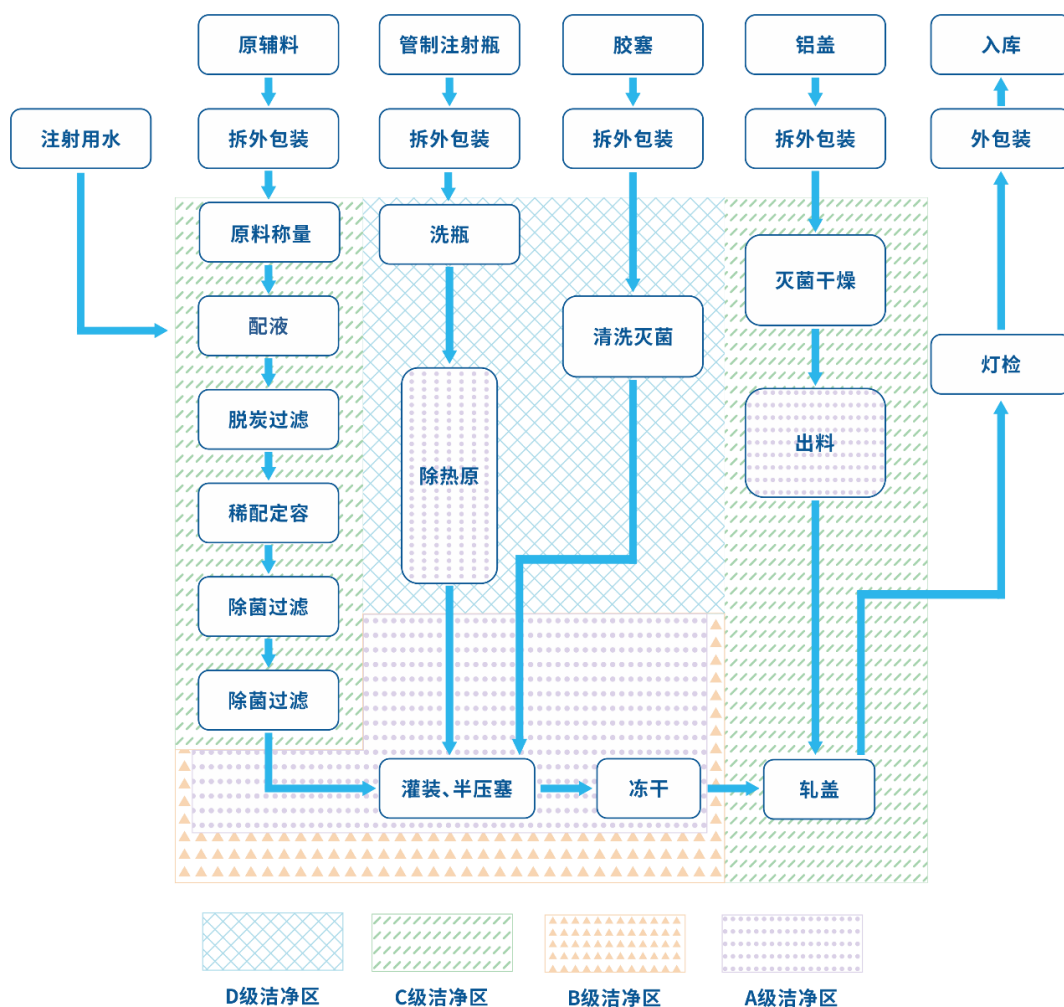 原辅料
管制注射瓶
胶塞
铝盖
入库
注射用水
拆外包装
拆外包装
拆外包装
拆外包装
外包装
原料称量
洗瓶
灭菌干燥
配液
清洗灭菌
灯检
脱炭过滤
出料
除热原
稀配定容
除菌过滤
除菌过滤
灌装、半压塞
冻干
轧盖
D级洁净区
C级洁净区
B级洁净区
A级洁净区